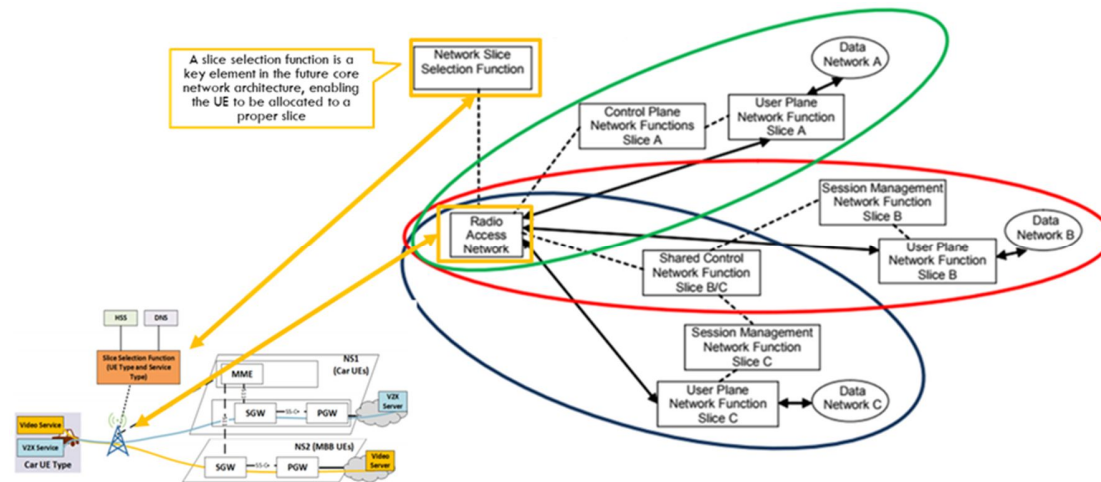 A slice selection function is a
key element in the future core
network architecture, enabling
the UE to be allocated to a
proper slice
Network Slice
Selection Function
Data
Network A
Control Plane
Network Functions
Slice A
User Plane
Network Function
Slice A
Radio
Access
Network
Session Management
Network Function
Slice B
Data
Network B
User Plane
Network Function
Slice B
Shared Control
Network Function
Slice B/C
Session Management
Network Function
Slice C
User Plane
Network Function
Slice C
Data
Network C
HSS
DNS
Slice Selection Function
(UE Type and Service
Type)
NS1
(Car UEs)
MME
V2X
Server
SGW
PGW
Video Service
V2X Service
Car UE Type
NS2 (MBB UEs)
SGW
PGW
Video
Server